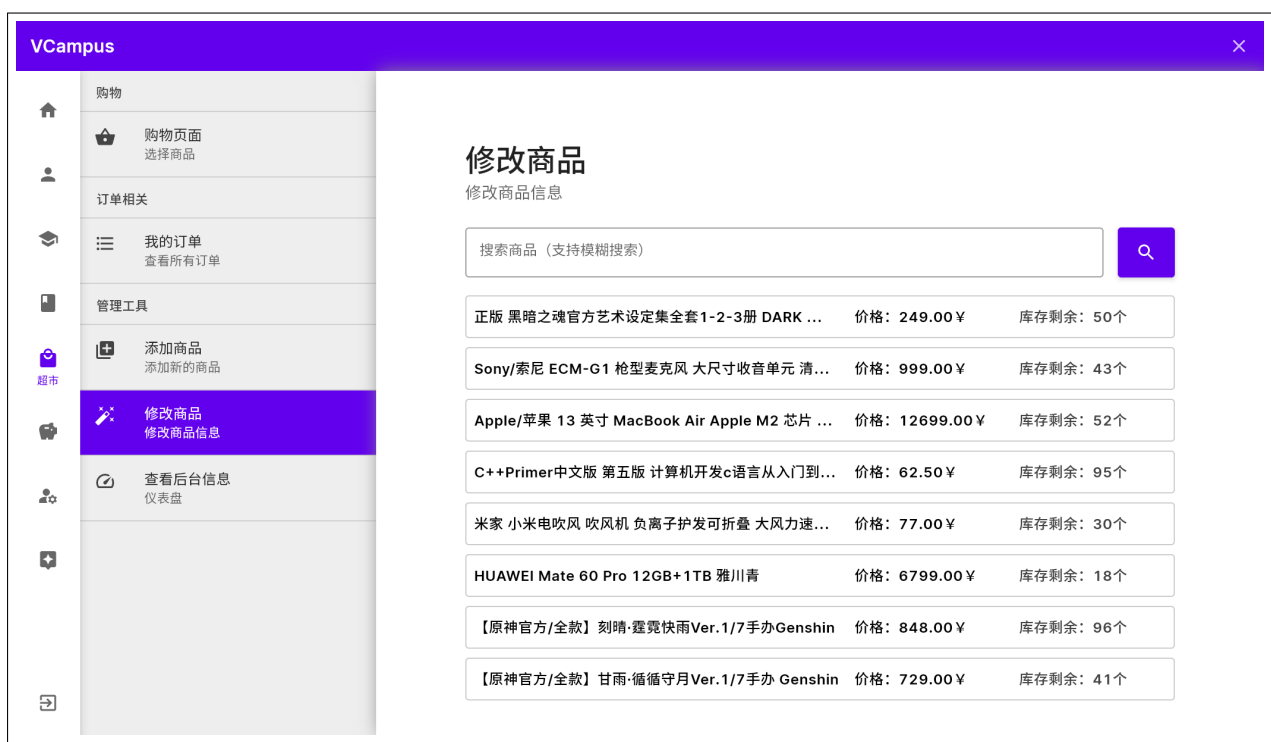 VCampus
超市
购物
购物页面
选择商品
订单相关
我的订单
查看所有订单
管理工具
添加商品
添加新的商品
修改商品
修改商品信息
查看后台信息
仪表盘
修改商品
修改商品信息
搜索商品（支持模糊搜索）
正版 黑暗之魂官方艺术设定集全套1-2-3册 DARK ... 价格：249.00￥ 库存剩余：50个
Sony/索尼 ECM-G1 枪型麦克风 大尺寸收音单元 清... 价格：999.00￥ 库存剩余：43个
Apple/苹果 13 英寸 MacBook Air Apple M2 芯片 ... 价格：12699.00￥ 库存剩余：52个
C++Primer中文版 第五版 计算机开发c语言从入门到... 价格：62.50￥ 库存剩余：95个
米家 小米电吹风 吹风机 负离子护发可折叠 大风力速... 价格：77.00￥ 库存剩余：30个
HUAWEI Mate 60 Pro 12GB+1TB 雅川青 价格：6799.00￥ 库存剩余：18个
【原神官方/全款】刻晴·霆霓快雨Ver.1/7手办Genshin 价格：848.00￥ 库存剩余：96个
【原神官方/全款】甘雨·循循守月Ver.1/7手办 Genshin 价格：729.00￥ 库存剩余：41个